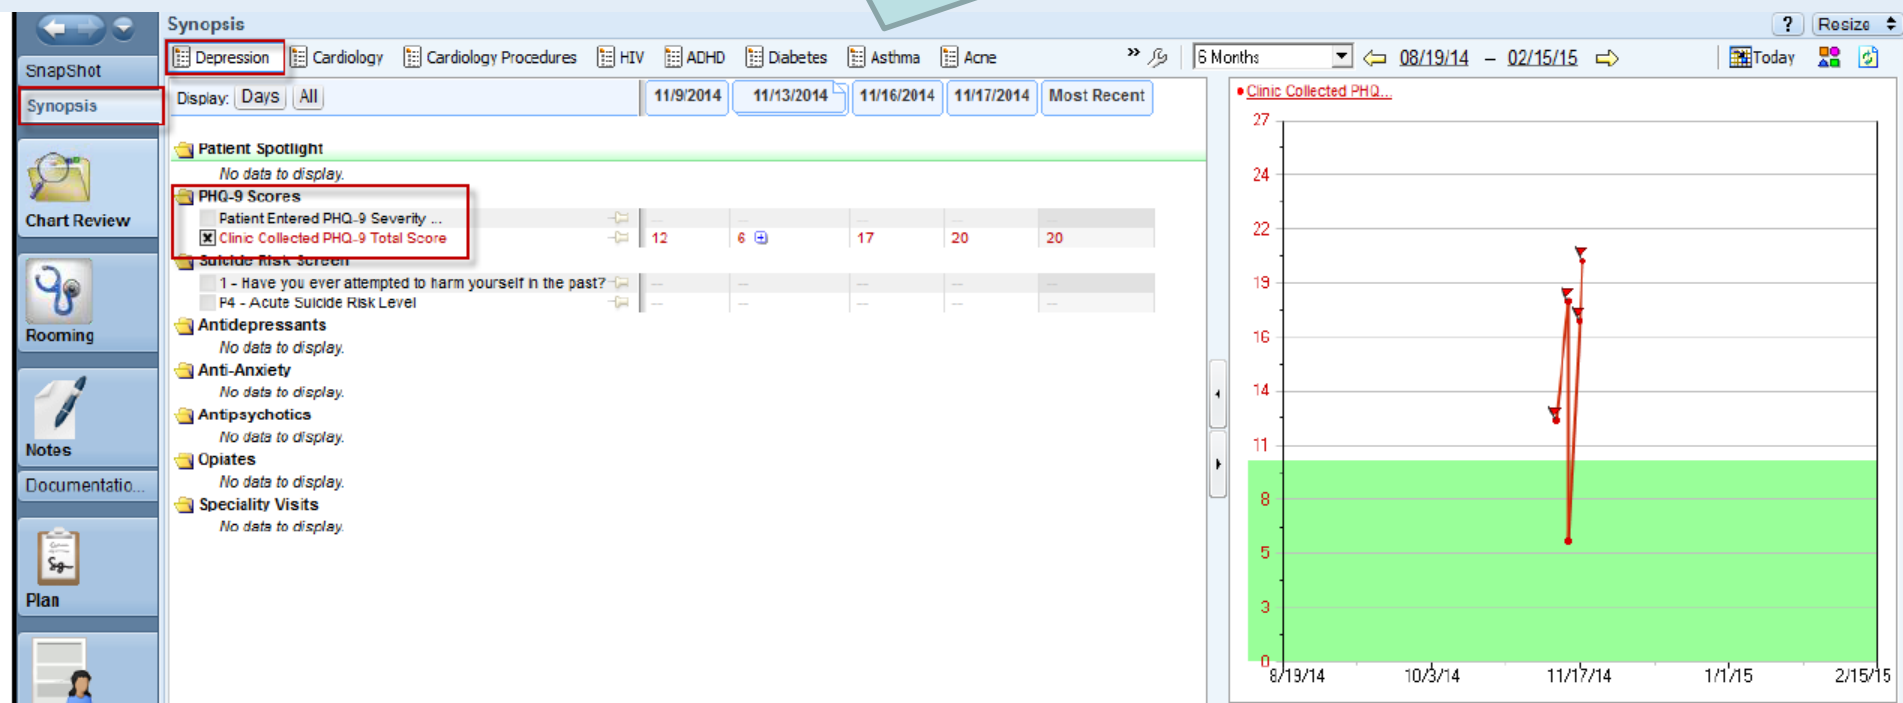 Synopsis ? Resize
SnapShot
Synopsis
Chart Review
Rooming
Notes
Documentatio...
Plan
Depression Cardiology Cardiology Procedures HIV ADHD Diabetes Asthma Acne » 6 Months 08/19/14 – 02/15/15 Today
Display: Days All 11/9/2014 11/13/2014 11/16/2014 11/17/2014 Most Recent
Patient Spotlight
No data to display.
PHQ-9 Scores
Patient Entered PHQ-9 Severity ... --- --- --- --- ---
Clinic Collected PHQ-9 Total Score 12 6 17 20 20
Suicide Risk Screen
1 - Have you ever attempted to harm yourself in the past? --- --- --- --- ---
P4 - Acute Suicide Risk Level --- --- --- --- ---
Antidepressants
No data to display.
Anti-Anxiety
No data to display.
Antipsychotics
No data to display.
Opiates
No data to display.
Speciality Visits
No data to display.
Clinic Collected PHQ...
27
24
22
19
16
14
11
8
5
3
0
8/19/14 10/3/14 11/17/14 1/1/15 2/15/15